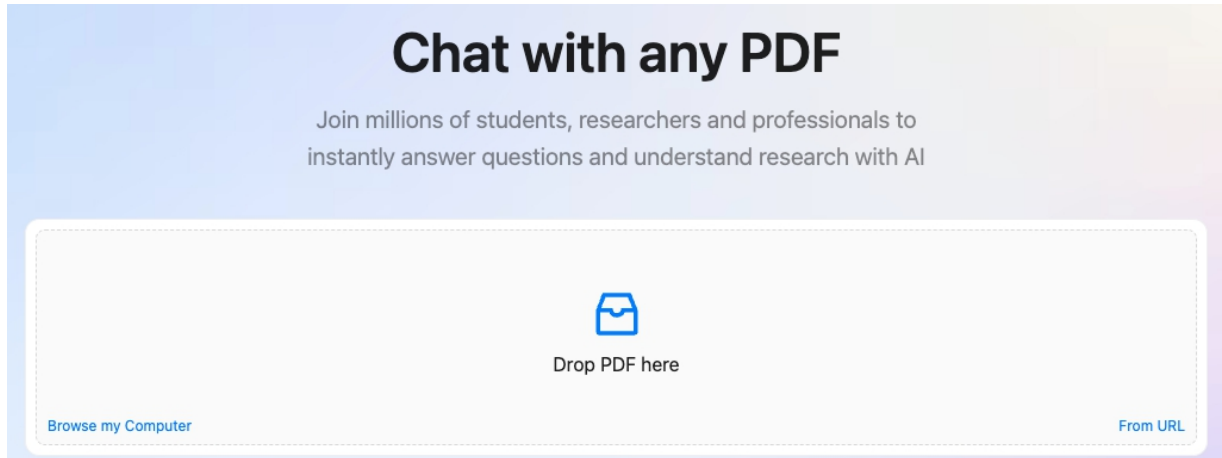 Chat with any PDF
Join millions of students, researchers and professionals to
instantly answer questions and understand research with AI
Drop PDF here
Browse my Computer
From URL